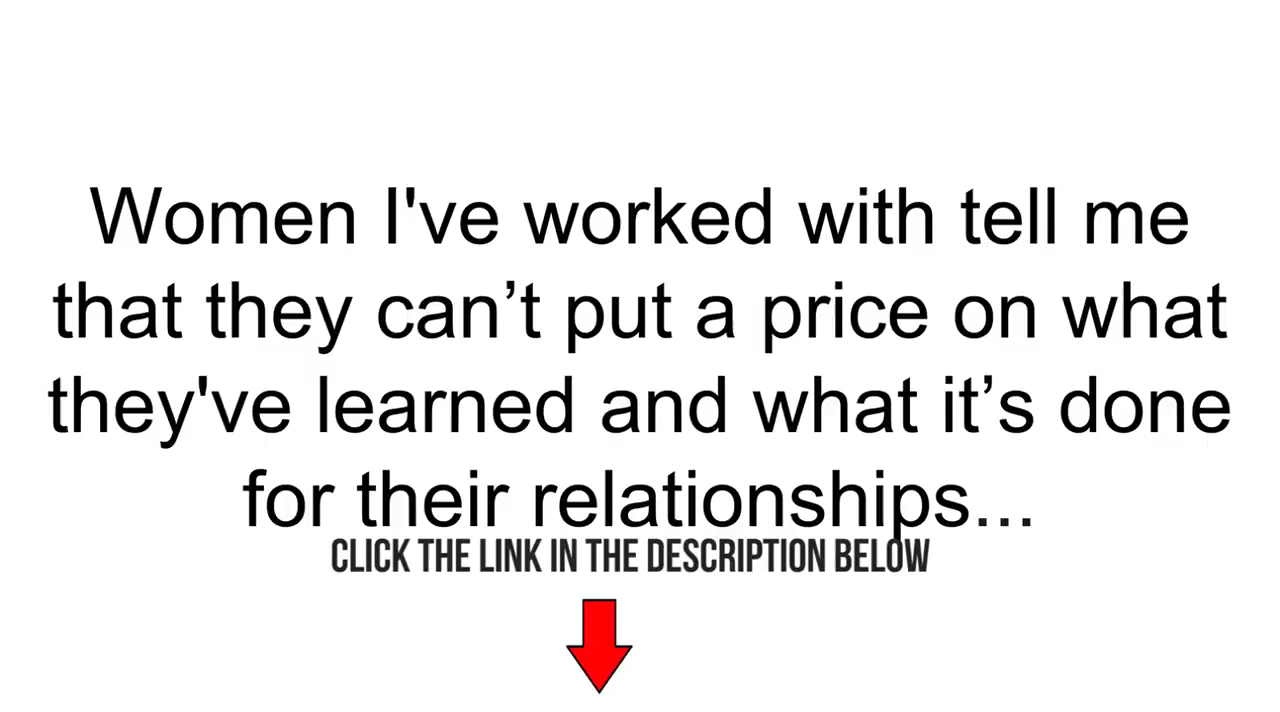 Women I've worked with tell me
that they can’t put a price on what
they've learned and what it’s done
for their relationships...
CLICK THE LINK IN THE DESCRIPTION BELOW